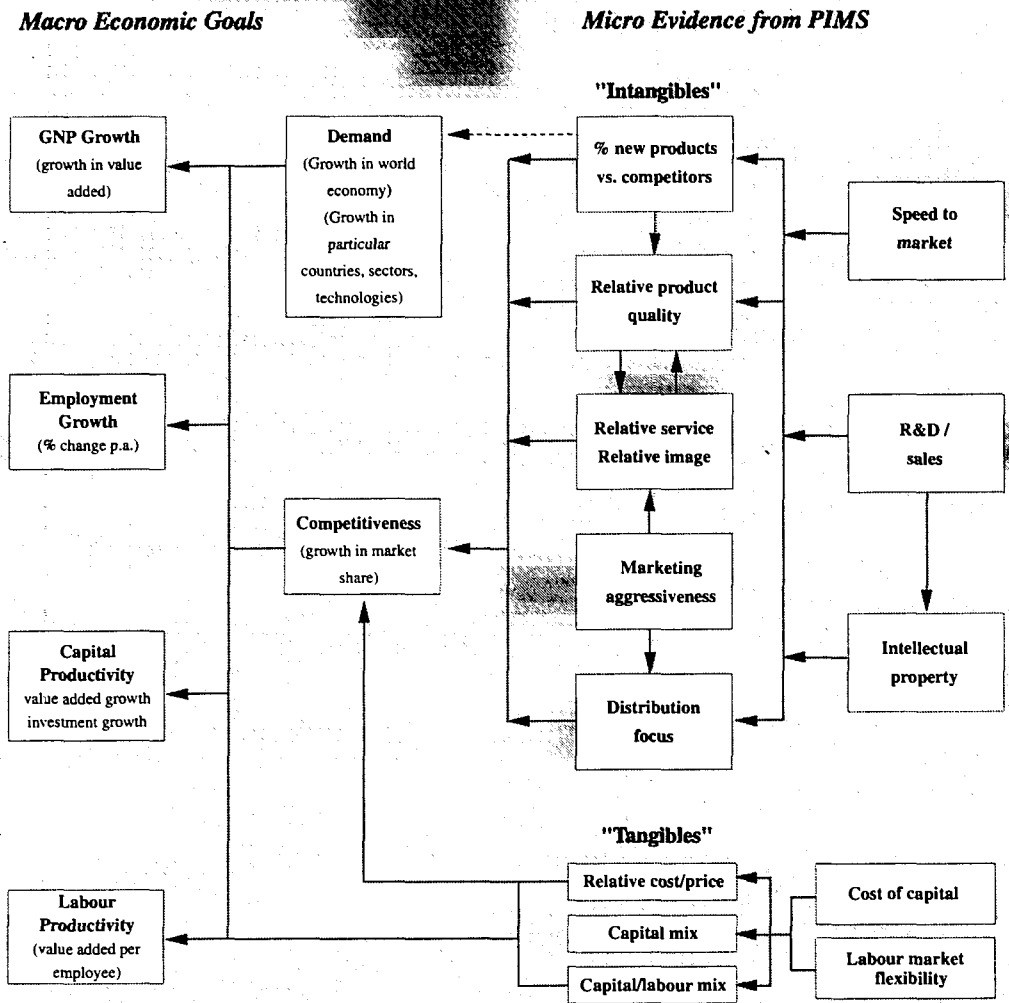 Macro Economic Goals
Micro Evidence from PIMS
"Intangibles"
GNP Growth
(growth in value
added)
Demand
(Growth in world
economy)
(Growth in
particular
countries, sectors,
technologies)
% new products
vs. competitors
Speed to
market
Relative product
quality
Employment
Growth
(% change p.a.)
Relative service
Relative image
R&D /
sales
Competitiveness
(growth in market
share)
Marketing
aggressiveness
Capital
Productivity
value added growth
investment growth
Distribution
focus
Intellectual
property
"Tangibles"
Labour
Productivity
(value added per
employee)
Relative cost/price
Capital mix
Capital/labour mix
Cost of capital
Labour market
flexibility